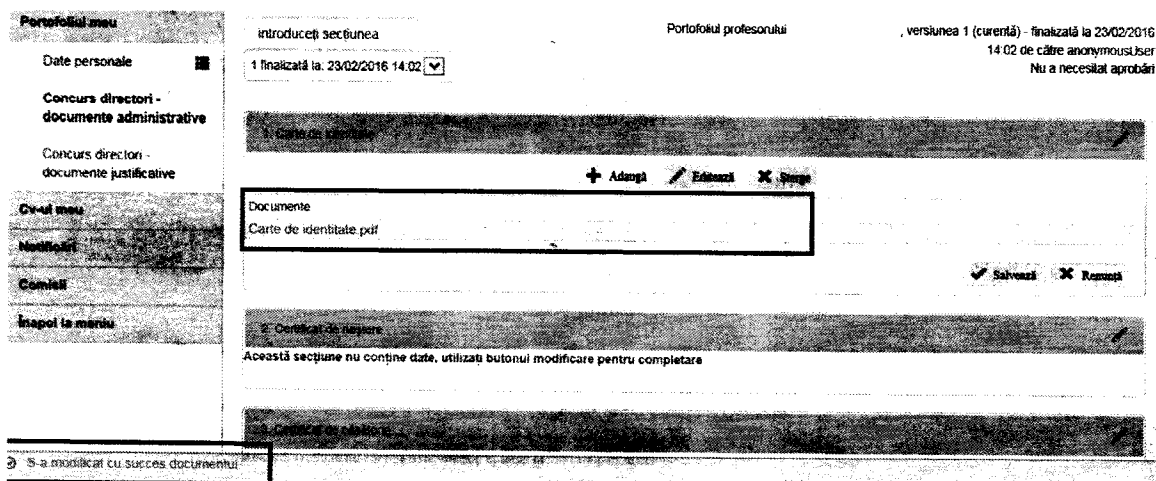 Portofoliul meu
Date personale
Concurs directori -
documente administrative
Concurs directori -
documente justificative
Cv-ul meu
Notificări
Comisii
Înapoi la meniu
introduceți secțiunea
Portofoliul profesorului
, versiunea 1 (curentă) - finalizată la 23/02/2016
14:02 de către anonymousUser
Nu a necesitat aprobări
1 finalizată la: 23/02/2016 14:02
1. Carte de identitate
Adaugă Editează Șterge
Documente
Carte de identitate.pdf
Salvează Renunță
2. Certificat de naștere
Această secțiune nu conține date, utilizați butonul modificare pentru completare
3. Certificat de căsătorie
S-a modificat cu succes documentul